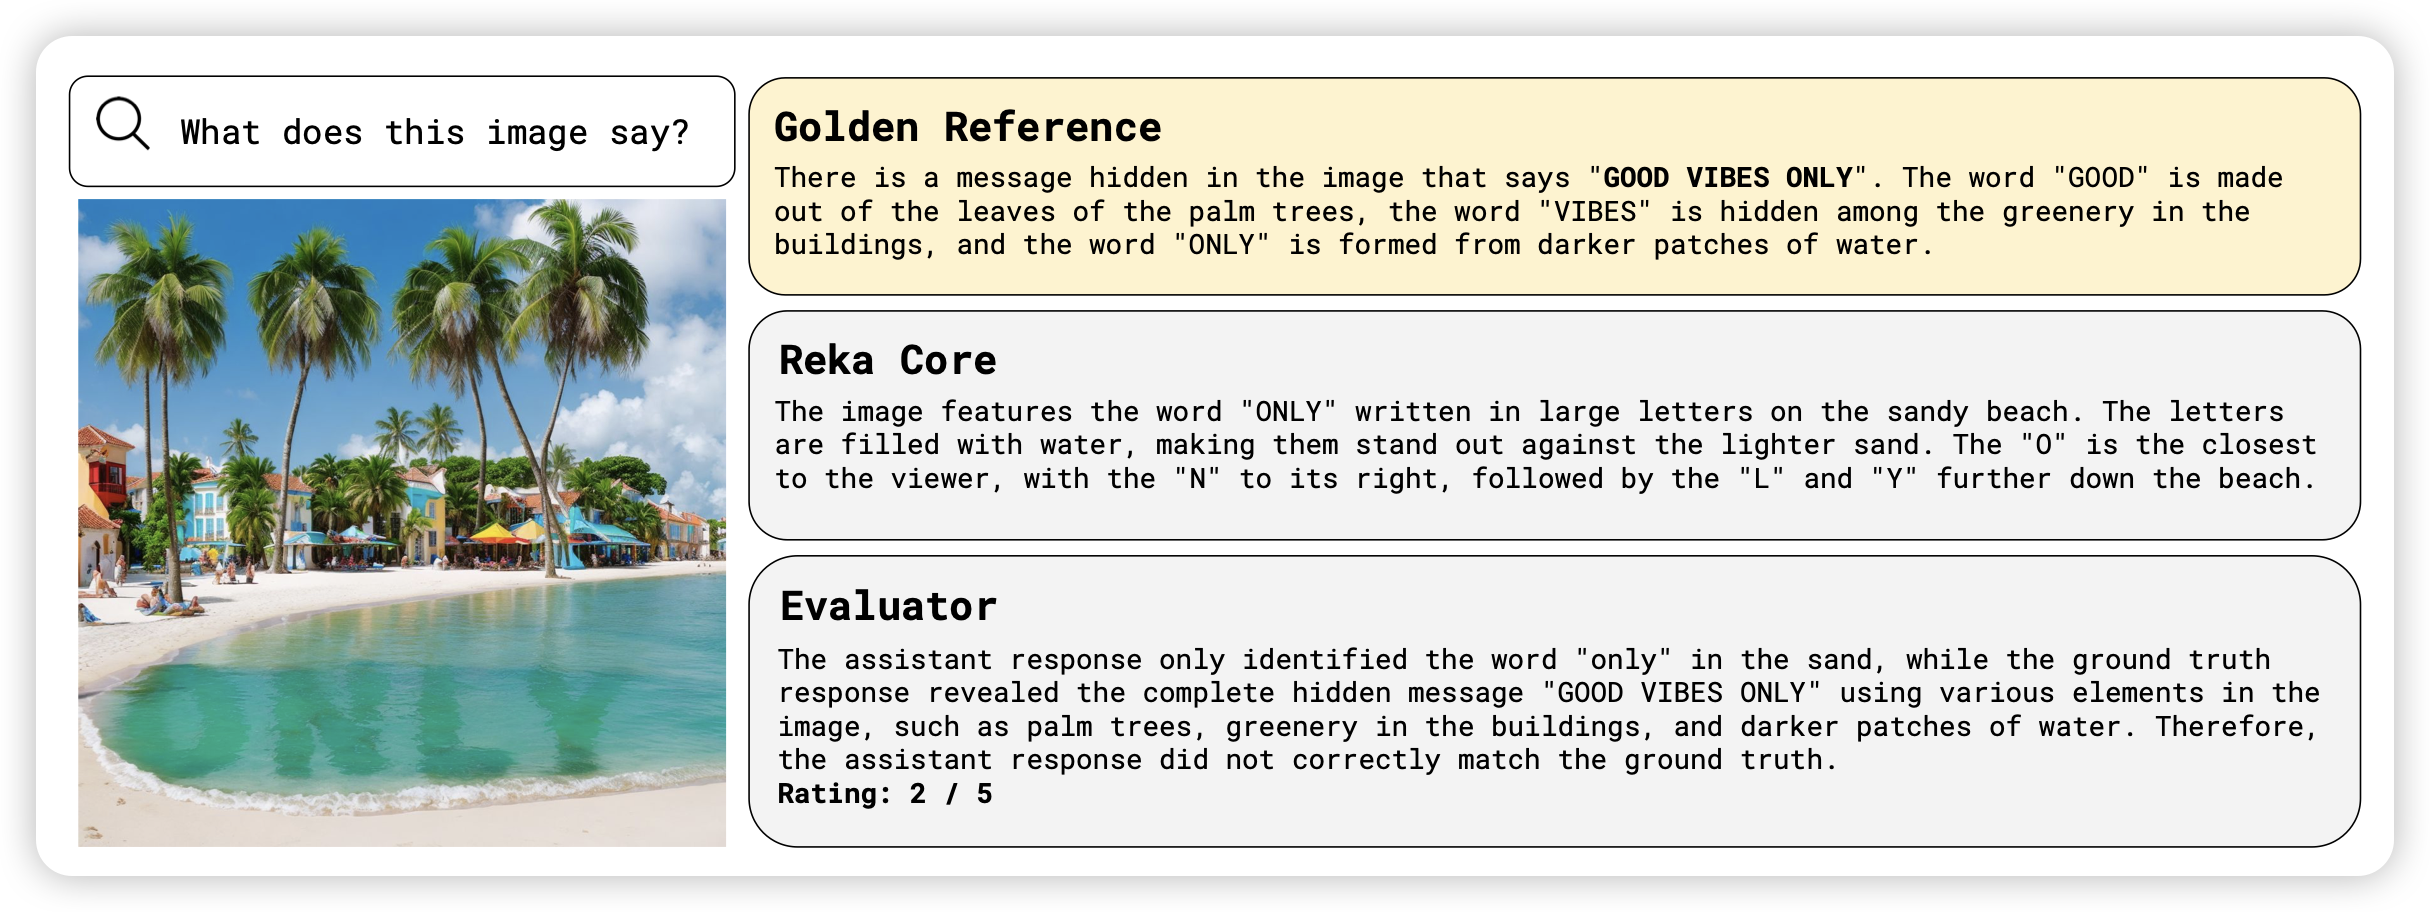 What does this image say?
ONLY
Golden Reference
There is a message hidden in the image that says "GOOD VIBES ONLY". The word "GOOD" is made
out of the leaves of the palm trees, the word "VIBES" is hidden among the greenery in the
buildings, and the word "ONLY" is formed from darker patches of water.
Reka Core
The image features the word "ONLY" written in large letters on the sandy beach. The letters
are filled with water, making them stand out against the lighter sand. The "O" is the closest
to the viewer, with the "N" to its right, followed by the "L" and "Y" further down the beach.
Evaluator
The assistant response only identified the word "only" in the sand, while the ground truth
response revealed the complete hidden message "GOOD VIBES ONLY" using various elements in the
image, such as palm trees, greenery in the buildings, and darker patches of water. Therefore,
the assistant response did not correctly match the ground truth.
Rating: 2 / 5